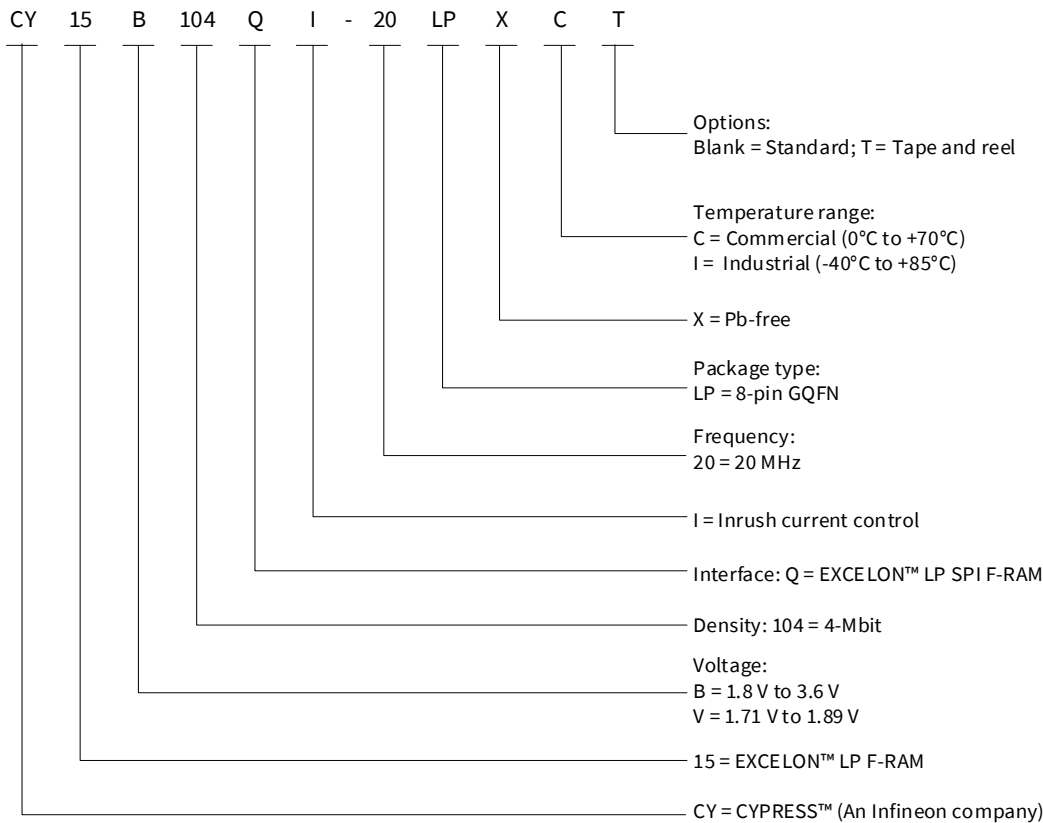 CY 15 B 104 Q I - 20 LP X C T
Options:
Blank = Standard; T = Tape and reel
Temperature range:
C = Commercial (0°C to +70°C)
I = Industrial (-40°C to +85°C)
X = Pb-free
Package type:
LP = 8-pin GQFN
Frequency:
20 = 20 MHz
I = Inrush current control
Interface: Q = EXCELON™ LP SPI F-RAM
Density: 104 = 4-Mbit
Voltage:
B = 1.8 V to 3.6 V
V = 1.71 V to 1.89 V
15 = EXCELON™ LP F-RAM
CY = CYPRESS™ (An Infineon company)